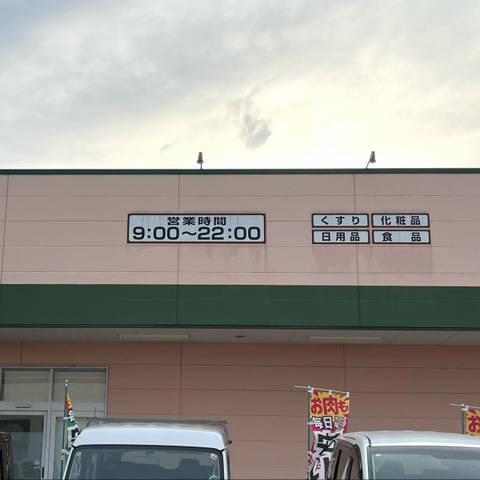 営業時間
9:00～22:00
くすり
化粧品
日用品
食品
お肉も
毎日
お